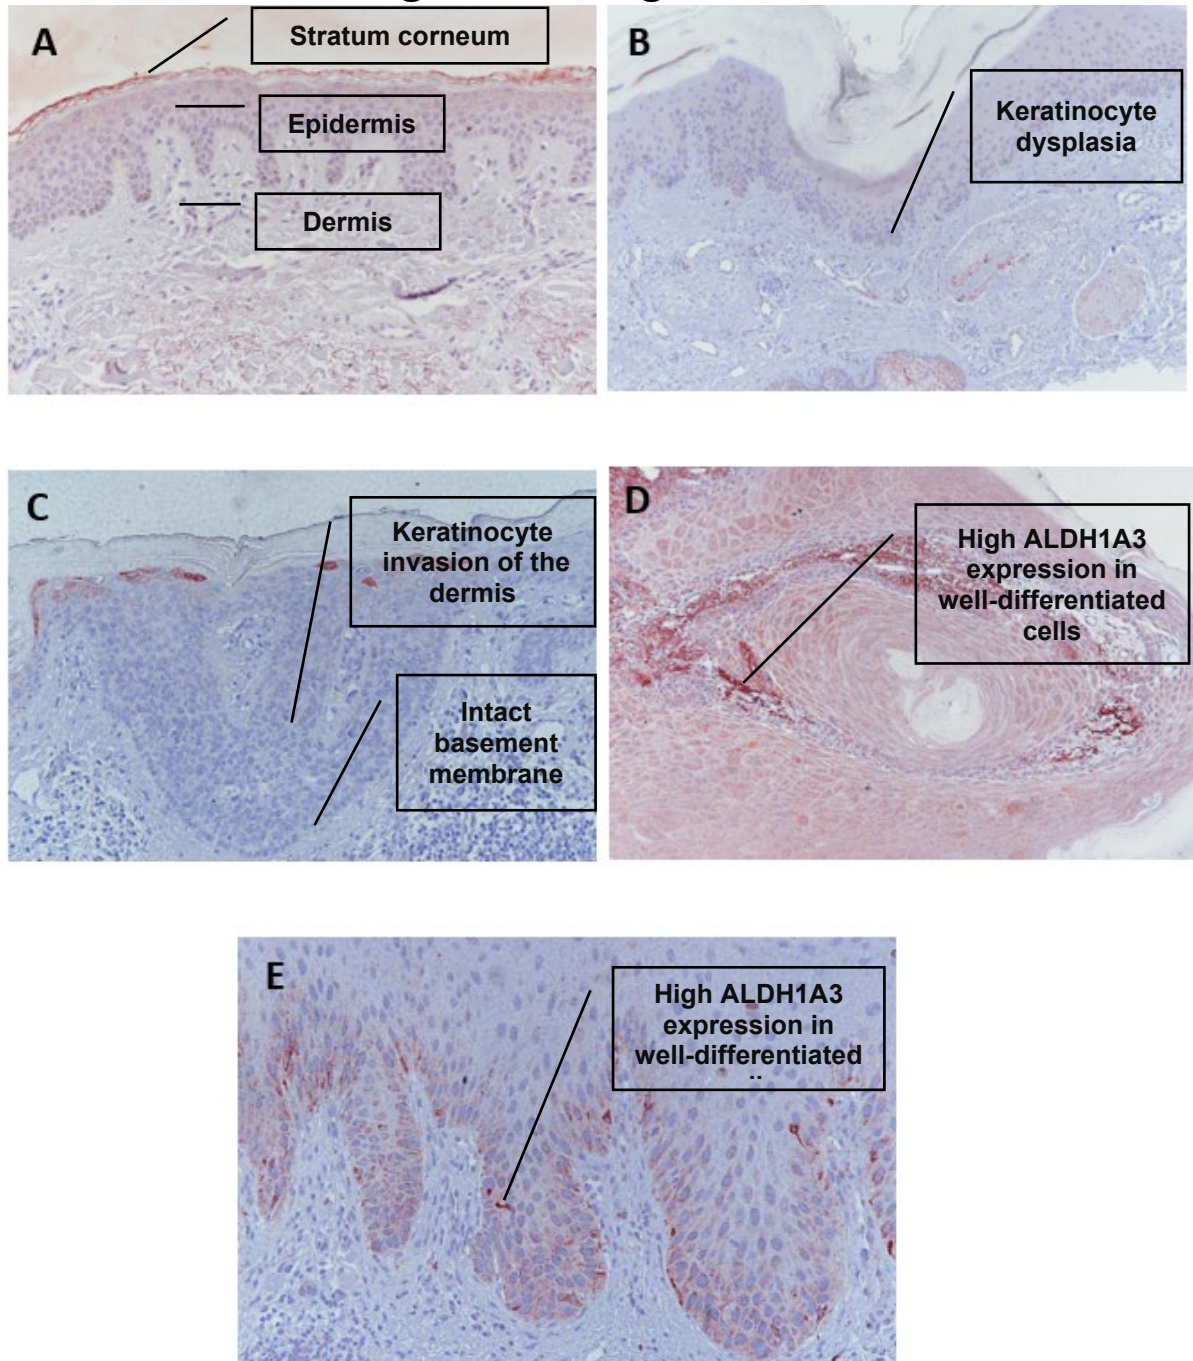 A
Stratum corneum
Epidermis
Dermis
B
Keratinocyte
dysplasia
C
Keratinocyte
invasion of the
dermis
Intact
basement
membrane
D
High ALDH1A3
expression in
well-differentiated
cells
E
High ALDH1A3
expression in
well-differentiated